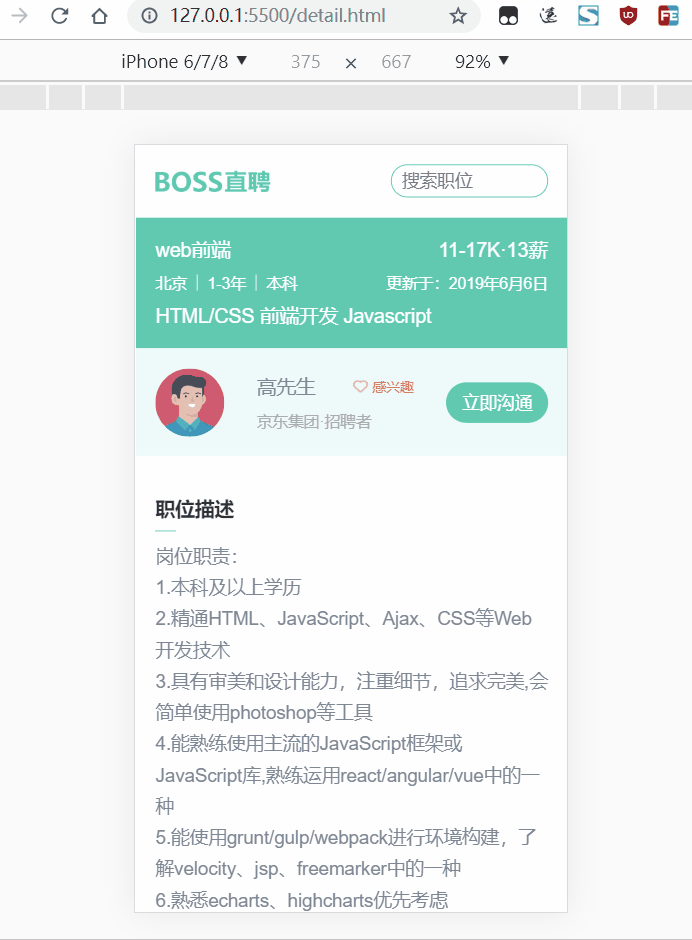 127.0.0.1:5500/detail.html
iPhone 6/7/8 ▼ 375 × 667 92% ▼
BOSS直聘 搜索职位
web前端 11-17K·13薪
北京 | 1-3年 | 本科 更新于：2019年6月6日
HTML/CSS 前端开发 Javascript
高先生 感兴趣 立即沟通
京东集团·招聘者
职位描述
岗位职责：
1.本科及以上学历
2.精通HTML、JavaScript、Ajax、CSS等Web
开发技术
3.具有审美和设计能力，注重细节，追求完美,会
简单使用photoshop等工具
4.能熟练使用主流的JavaScript框架或
JavaScript库,熟练运用react/angular/vue中的一
种
5.能使用grunt/gulp/webpack进行环境构建，了
解velocity、jsp、freemarker中的一种
6.熟悉echarts、highcharts优先考虑